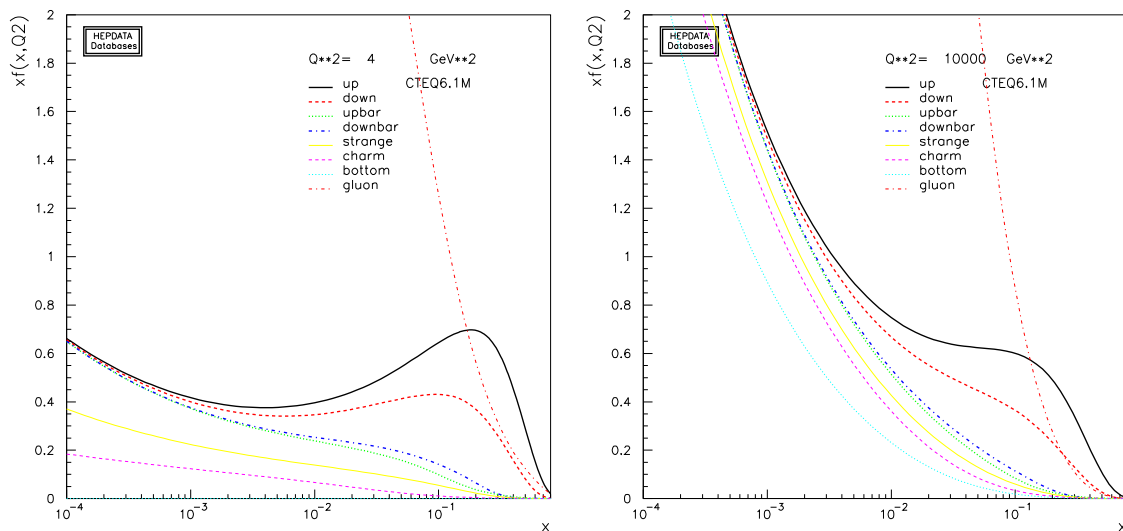 xf(x,Q2)
2
1.8
1.6
1.4
1.2
1
0.8
0.6
0.4
0.2
0
HEPDATA
Databases
Q**2= 4 GeV**2
up CTEQ6.1M
down
upbar
downbar
strange
charm
bottom
gluon
10^-4 10^-3 10^-2 10^-1
x
xf(x,Q2)
2
1.8
1.6
1.4
1.2
1
0.8
0.6
0.4
0.2
0
HEPDATA
Databases
Q**2= 10000 GeV**2
up CTEQ6.1M
down
upbar
downbar
strange
charm
bottom
gluon
10^-4 10^-3 10^-2 10^-1
x